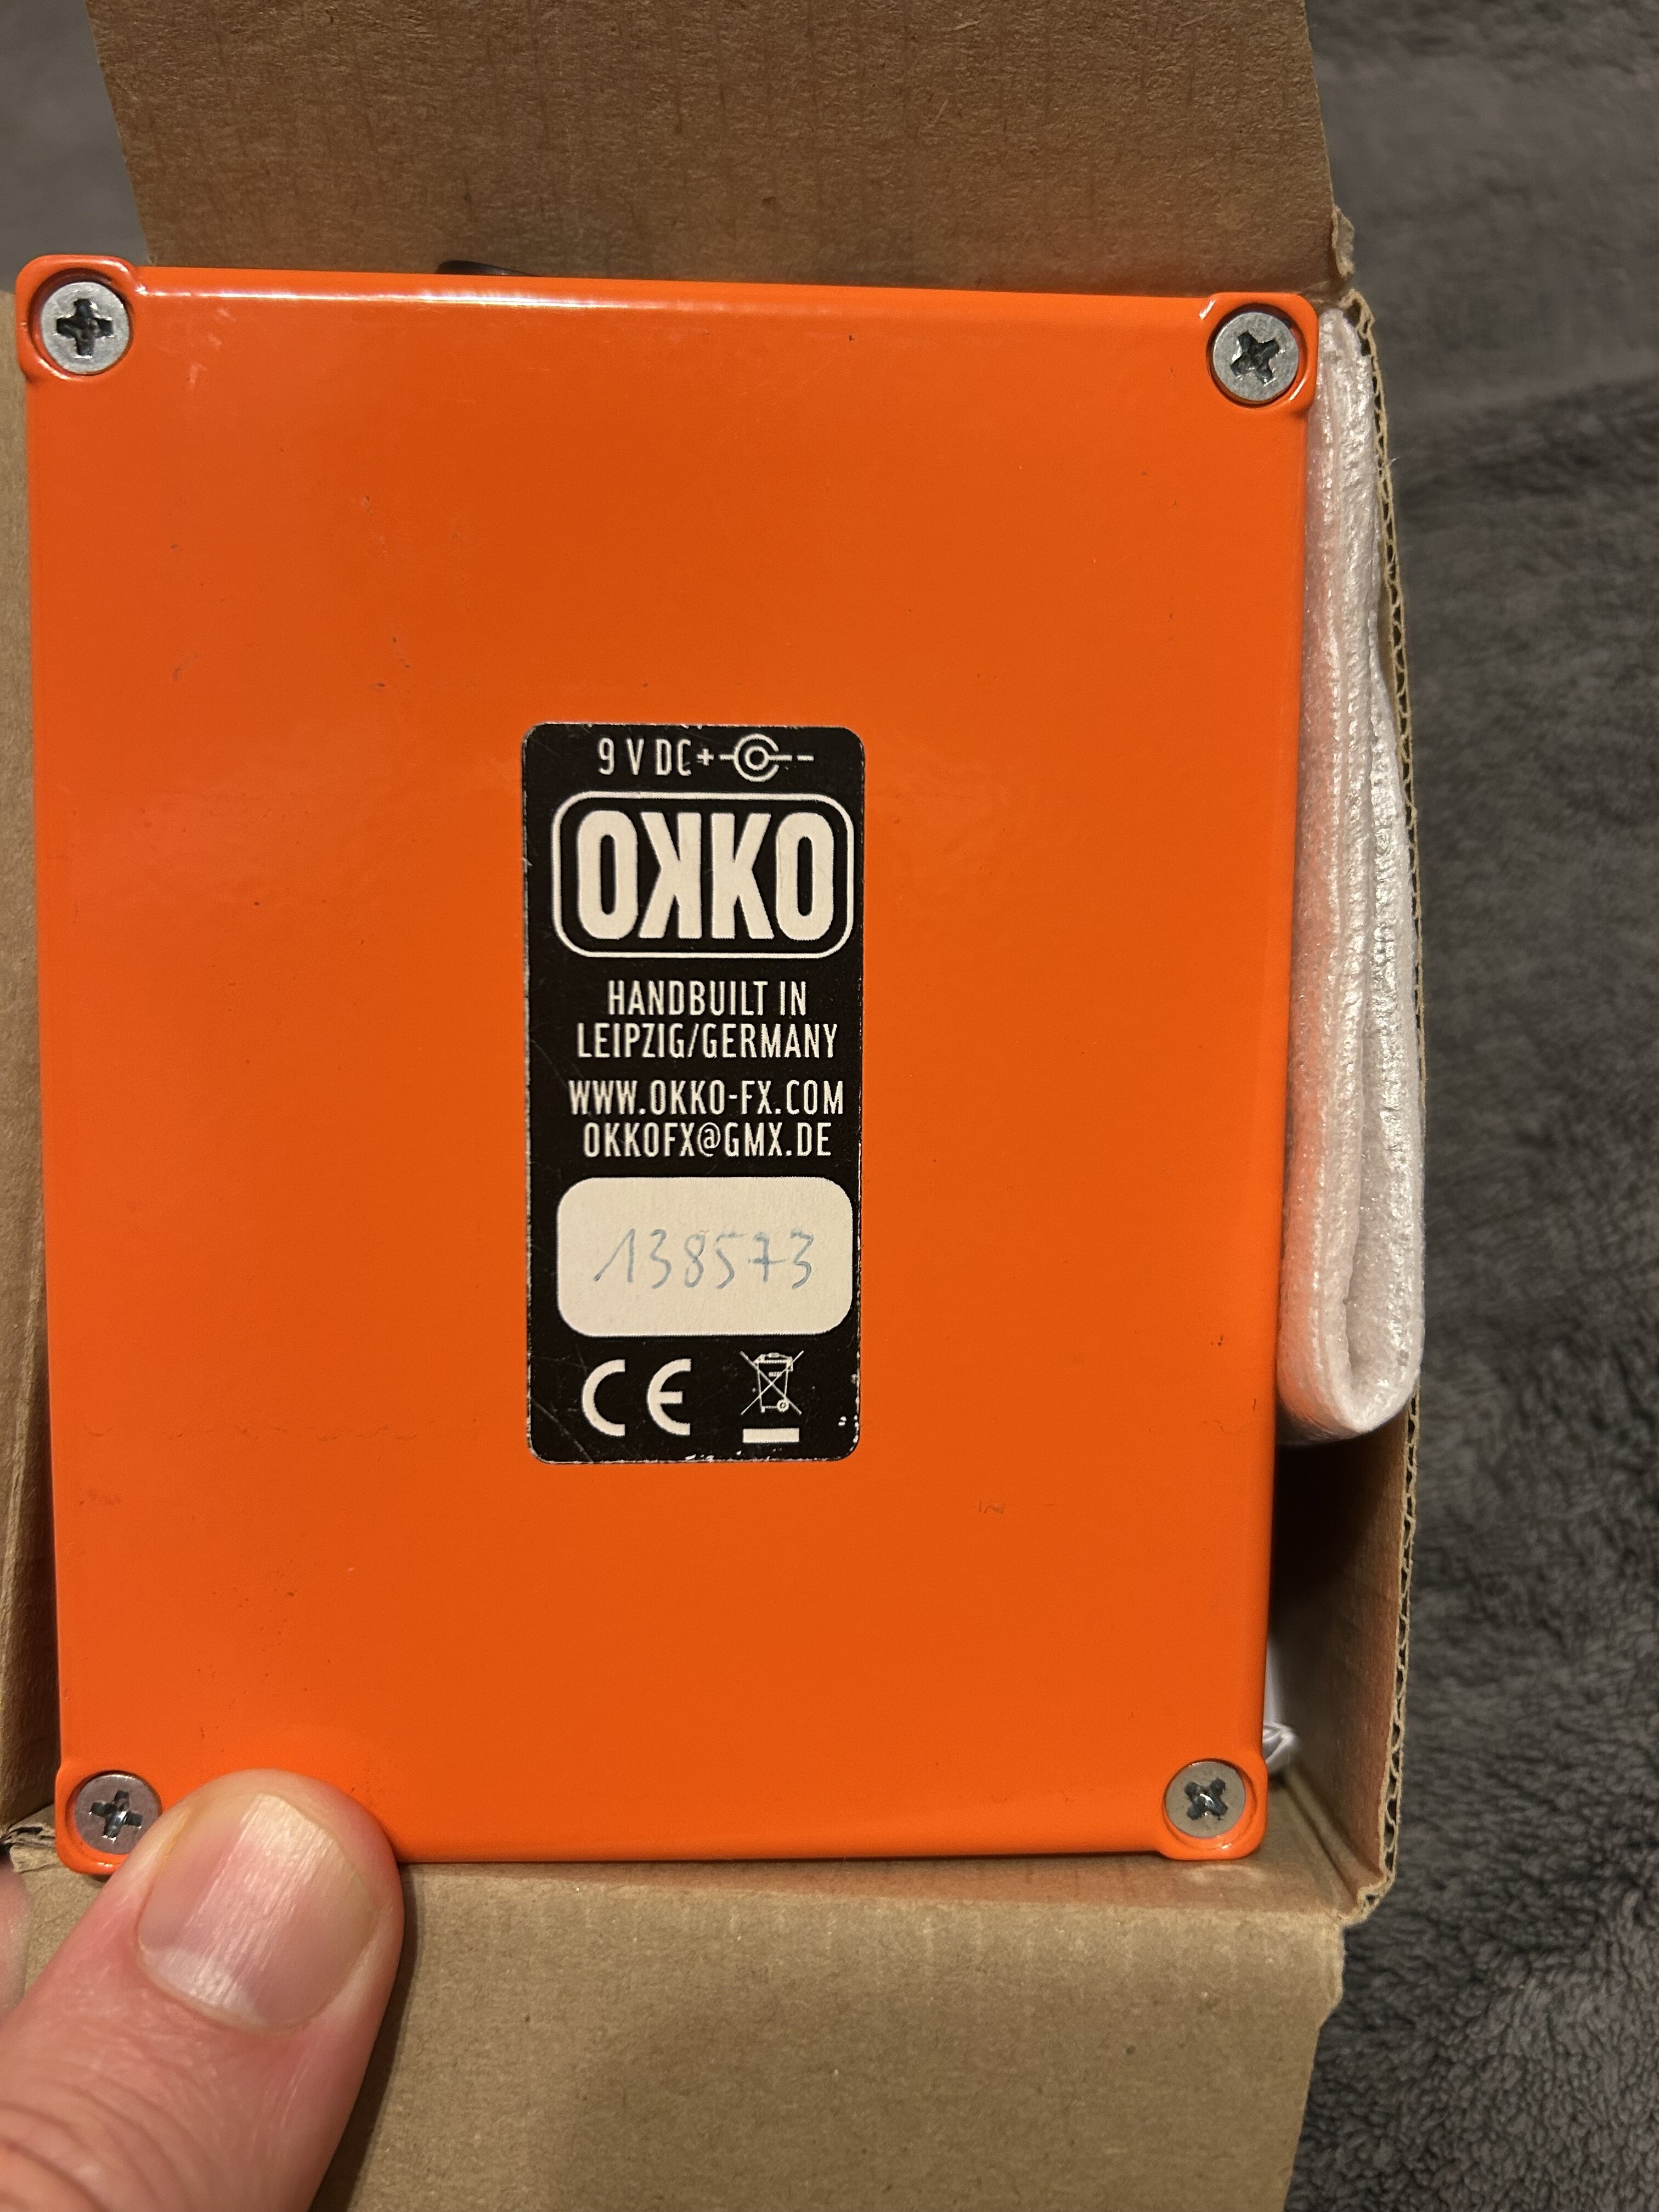 9 V DC + -
OKKO
HANDBUILT IN
LEIPZIG/GERMANY
WWW.OKKO-FX.COM
OKKOFX@GMX.DE
138573
CE